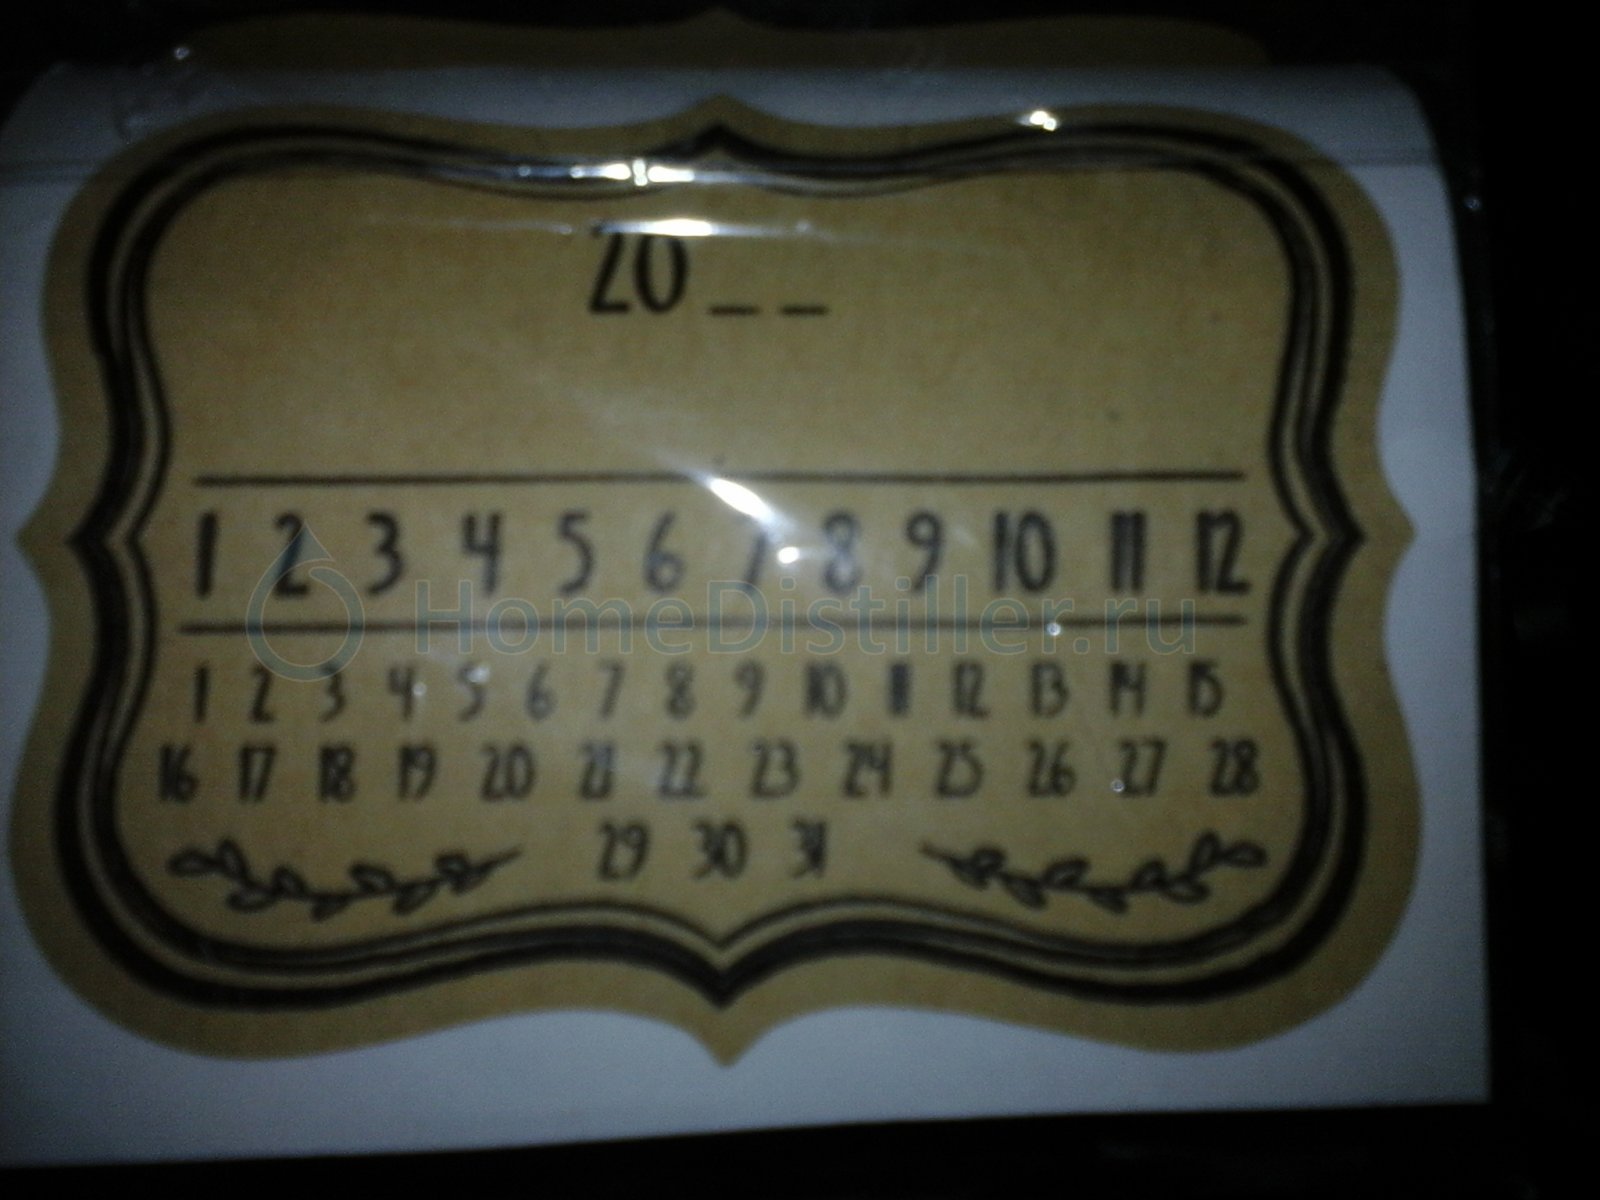 20_ _
1 2 3 4 5 6 7 8 9 10 11 12
HomeDistiller.ru
1 2 3 4 5 6 7 8 9 10 11 12 13 14 15
16 17 18 19 20 21 22 23 24 25 26 27 28
29 30 31